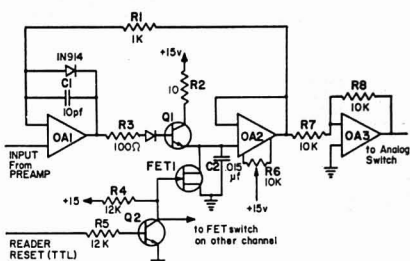 R1
1K
1N914
C1
10pf
OA1
R3
100Ω
+15v
10
R2
Q1
OA2
R7
10K
R8
10K
OA3
to Analog
Switch
INPUT
From
PREAMP
FET1
C2
.015
µf
R6
10K
+15v
R4
+15
12K
Q2
R5
12K
to FET switch
on other channel
READER
RESET (TTL)